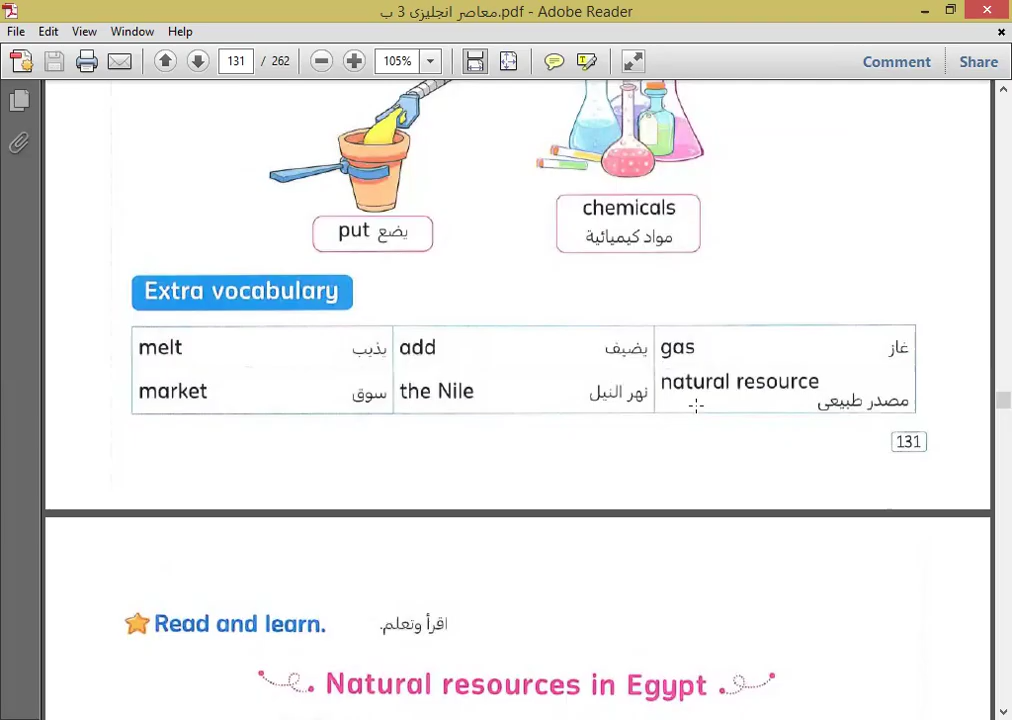 معاصر انجليزى 3 ب.pdf - Adobe Reader
File Edit View Window Help
131 / 262 105% Comment Share
put يضع
chemicals
مواد كيميائية
Extra vocabulary
melt يذيب add يضيف gas غاز
market سوق the Nile نهر النيل natural resource
مصدر طبيعى
131
Read and learn. اقرأ وتعلم.
Natural resources in Egypt